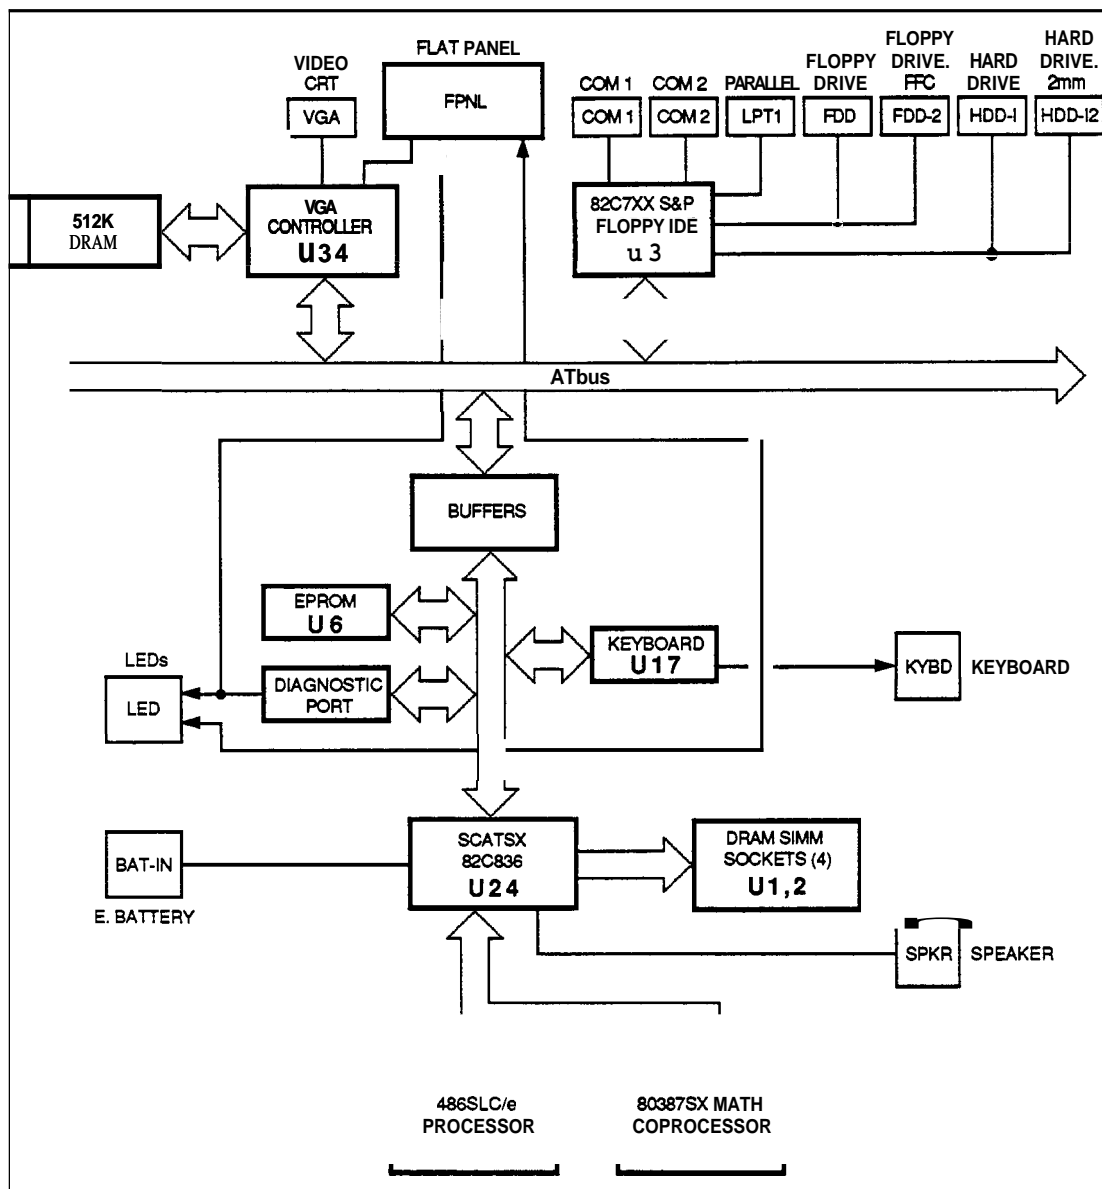 FLAT PANEL
FPNL
VIDEO
CRT
VGA
COM 1
COM 1
COM 2
COM 2
PARALLEL
LPT1
FLOPPY
DRIVE
FDD
FLOPPY
DRIVE.
FFC
FDD-2
HARD
DRIVE
HDD-I
HARD
DRIVE.
2mm
HDD-I2
512K
DRAM
VGA
CONTROLLER
U34
82C7XX S&P
FLOPPY IDE
u 3
ATbus
BUFFERS
EPROM
U 6
KEYBOARD
U17
KYBD
KEYBOARD
LEDs
LED
DIAGNOSTIC
PORT
BAT-IN
E. BATTERY
SCATSX
82C836
U24
DRAM SIMM
SOCKETS (4)
U1,2
SPKR
SPEAKER
486SLC/e
PROCESSOR
80387SX MATH
COPROCESSOR